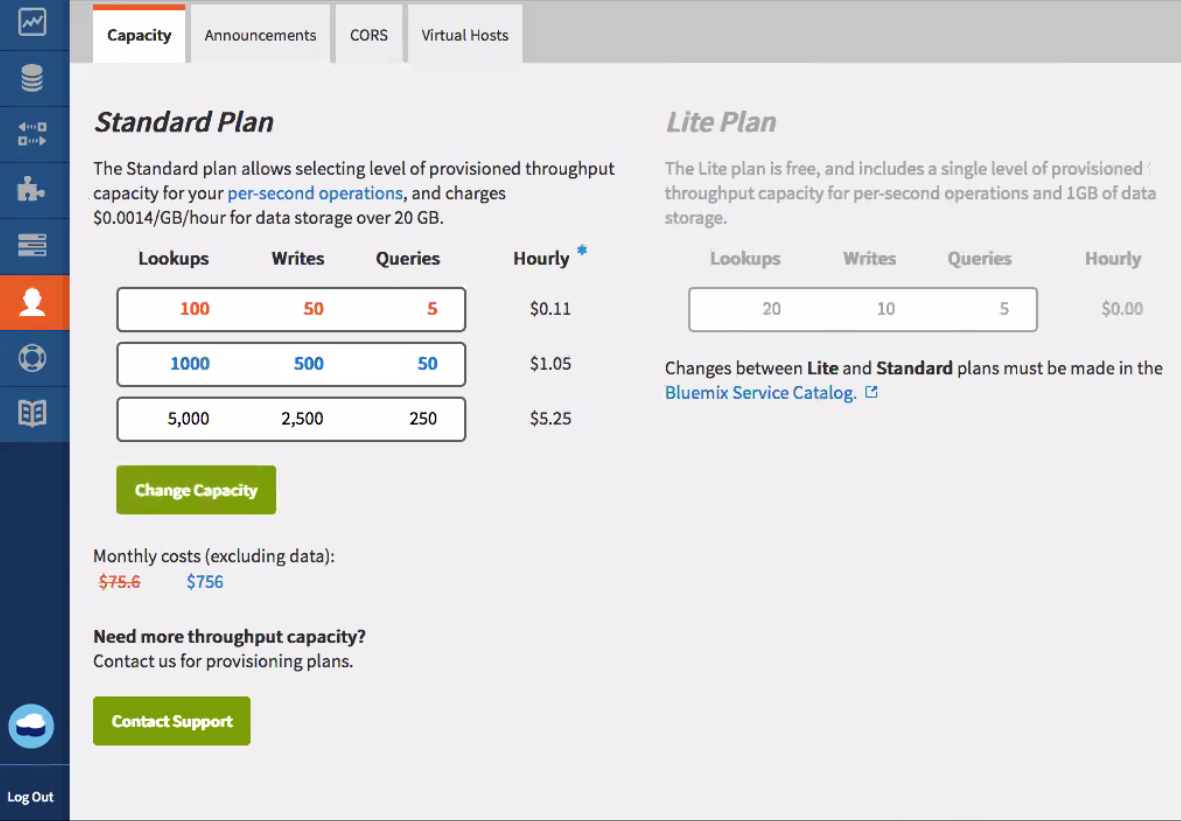 Capacity
Announcements
CORS
Virtual Hosts
Standard Plan
The Standard plan allows selecting level of provisioned throughput
capacity for your per-second operations, and charges
$0.0014/GB/hour for data storage over 20 GB.
Lookups Writes Queries Hourly *
100 50 5 $0.11
1000 500 50 $1.05
5,000 2,500 250 $5.25
Change Capacity
Monthly costs (excluding data):
$75.6 $756
Need more throughput capacity?
Contact us for provisioning plans.
Contact Support
Lite Plan
The Lite plan is free, and includes a single level of provisioned
throughput capacity for per-second operations and 1GB of data
storage.
Lookups Writes Queries Hourly
20 10 5 $0.00
Changes between Lite and Standard plans must be made in the
Bluemix Service Catalog.
Log Out